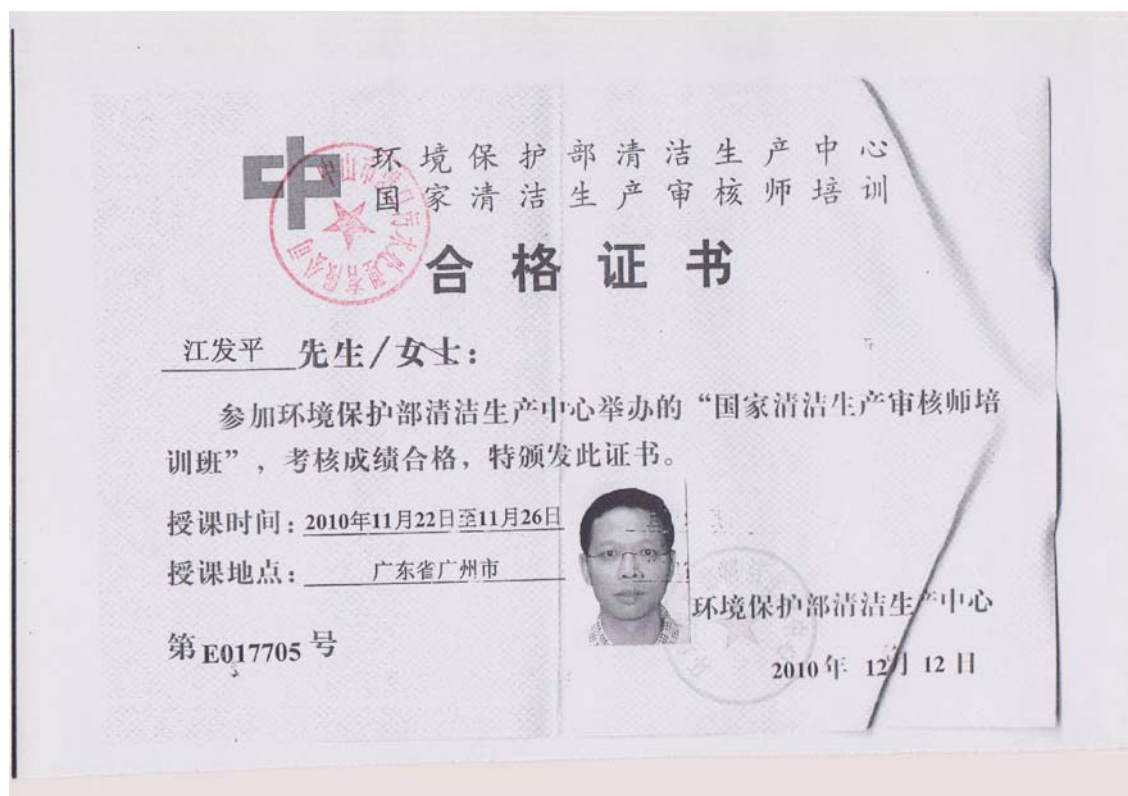 环境保护部清洁生产中心
国家清洁生产审核师培训
合格证书
江发平 先生/女士：
参加环境保护部清洁生产中心举办的“国家清洁生产审核师培
训班”，考核成绩合格，特颁发此证书。
授课时间：2010年11月22日至11月26日
授课地点：广东省广州市
环境保护部清洁生产中心
第E017705号
2010年 12月 12日